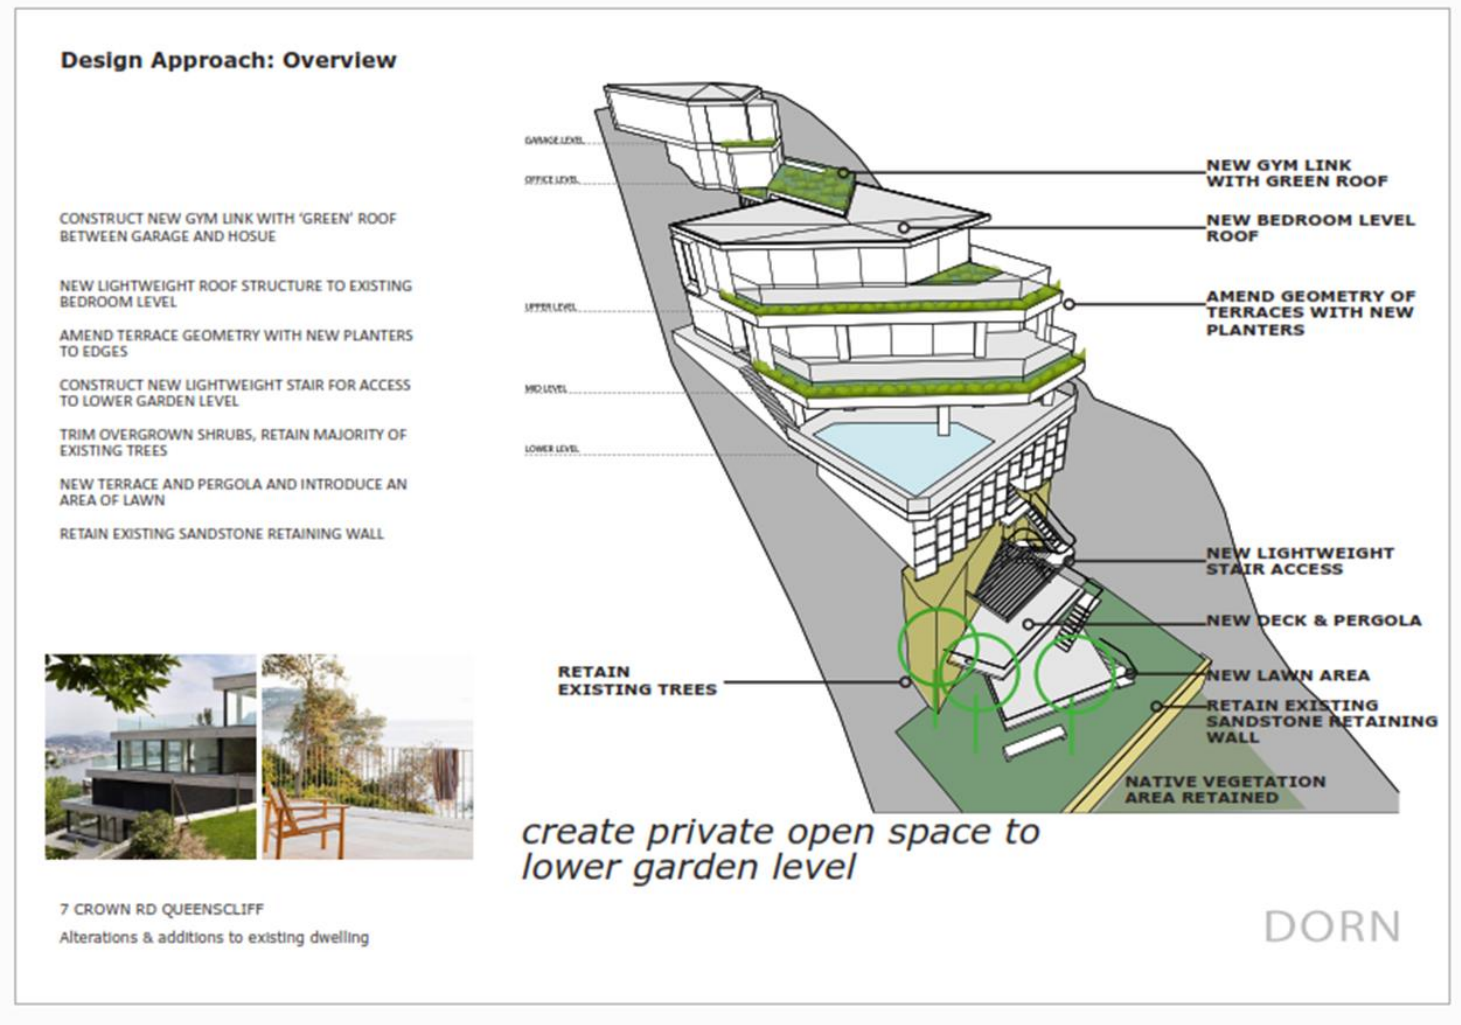 Design Approach: Overview
CONSTRUCT NEW GYM LINK WITH ‘GREEN’ ROOF
BETWEEN GARAGE AND HOSUE
NEW LIGHTWEIGHT ROOF STRUCTURE TO EXISTING
BEDROOM LEVEL
AMEND TERRACE GEOMETRY WITH NEW PLANTERS
TO EDGES
CONSTRUCT NEW LIGHTWEIGHT STAIR FOR ACCESS
TO LOWER GARDEN LEVEL
TRIM OVERGROWN SHRUBS, RETAIN MAJORITY OF
EXISTING TREES
NEW TERRACE AND PERGOLA AND INTRODUCE AN
AREA OF LAWN
RETAIN EXISTING SANDSTONE RETAINING WALL
GARAGE LEVEL
OFFICE LEVEL
UPPER LEVEL
MID LEVEL
LOWER LEVEL
NEW GYM LINK
WITH GREEN ROOF
NEW BEDROOM LEVEL
ROOF
AMEND GEOMETRY OF
TERRACES WITH NEW
PLANTERS
NEW LIGHTWEIGHT
STAIR ACCESS
NEW DECK & PERGOLA
RETAIN
EXISTING TREES
NEW LAWN AREA
RETAIN EXISTING
SANDSTONE RETAINING
WALL
NATIVE VEGETATION
AREA RETAINED
create private open space to
lower garden level
7 CROWN RD QUEENSCLIFF
Alterations & additions to existing dwelling
DORN